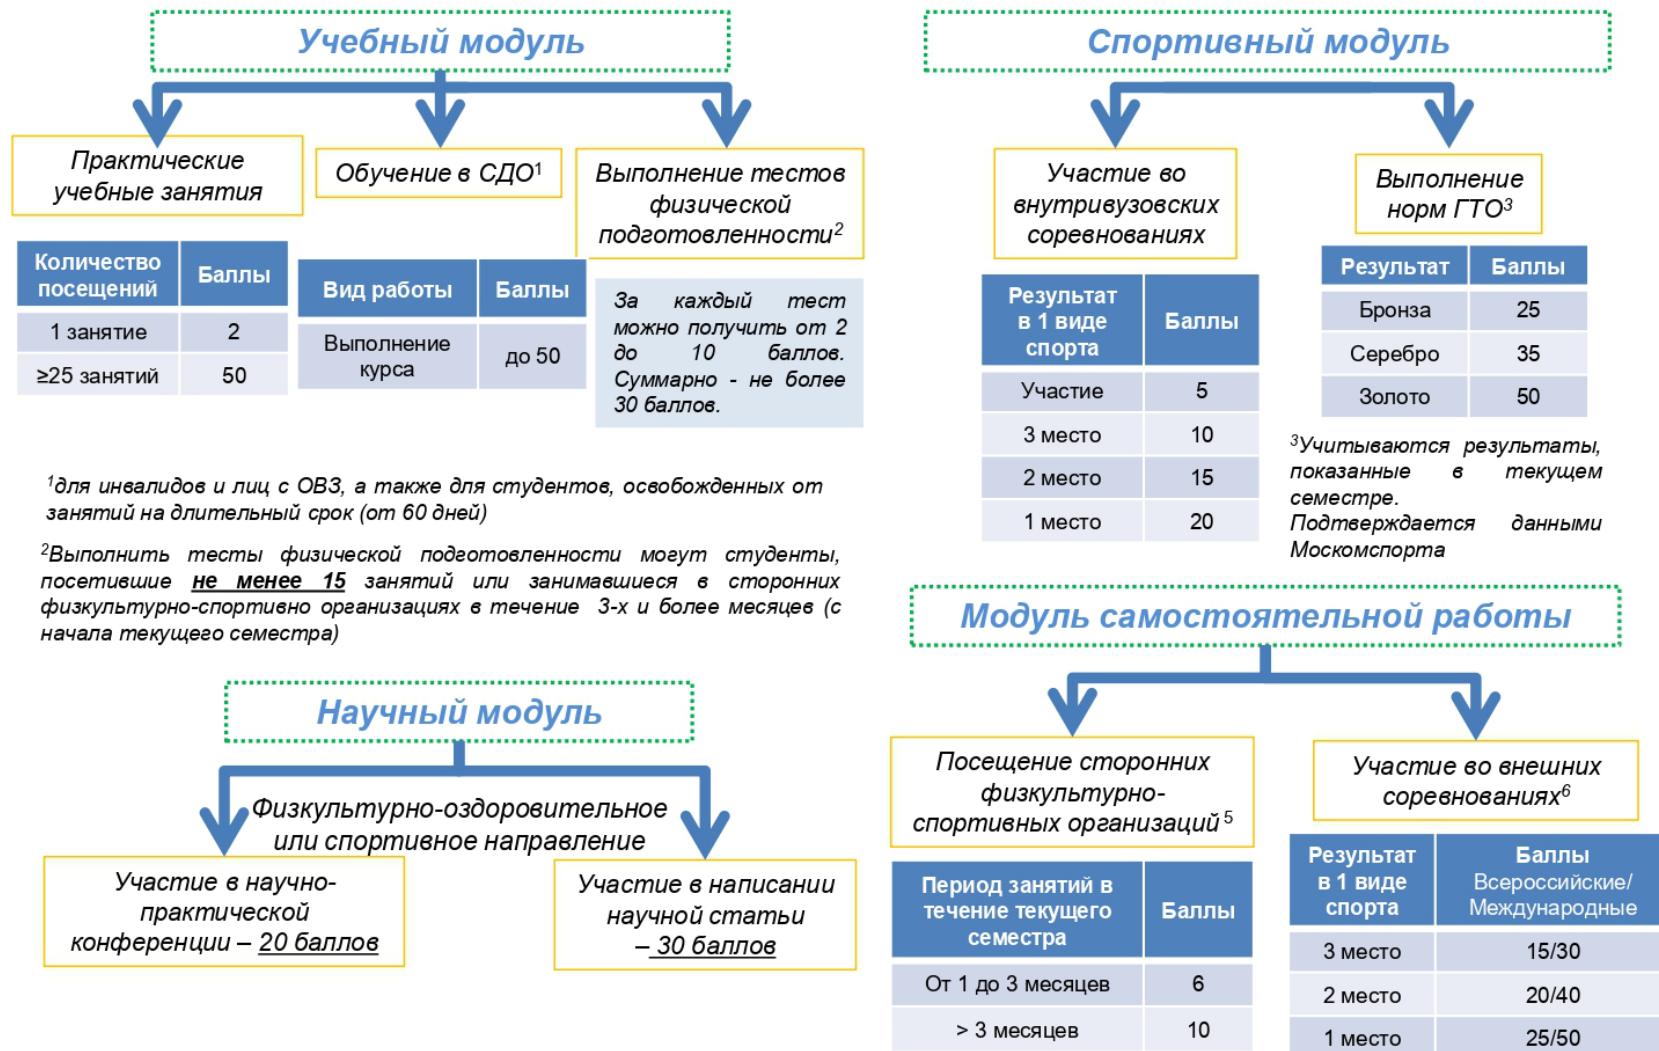 Учебный модуль
Практические
учебные занятия
Обучение в СДО1
Выполнение тестов
физической
подготовленности2
Количество
посещений
Баллы
1 занятие
2
≥25 занятий
50
Вид работы
Баллы
Выполнение
курса
до 50
За каждый тест
можно получить от 2
до 10 баллов.
Суммарно - не более
30 баллов.
1для инвалидов и лиц с ОВЗ, а также для студентов, освобожденных от
занятий на длительный срок (от 60 дней)
2Выполнить тесты физической подготовленности могут студенты,
посетившие не менее 15 занятий или занимавшиеся в сторонних
физкультурно-спортивно организациях в течение 3-х и более месяцев (с
начала текущего семестра)
Спортивный модуль
Участие во
внутривузовских
соревнованиях
Выполнение
норм ГТО3
Результат
в 1 виде
спорта
Баллы
Участие
5
3 место
10
2 место
15
1 место
20
Результат
Баллы
Бронза
25
Серебро
35
Золото
50
3Учитываются результаты,
показанные в текущем
семестре.
Подтверждается данными
Москомспорта
Научный модуль
Физкультурно-оздоровительное
или спортивное направление
Участие в научно-
практической
конференции – 20 баллов
Участие в написании
научной статьи
– 30 баллов
Модуль самостоятельной работы
Посещение сторонних
физкультурно-
спортивных организаций 5
Участие во внешних
соревнованиях6
Период занятий в
течение текущего
семестра
Баллы
От 1 до 3 месяцев
6
> 3 месяцев
10
Результат
в 1 виде
спорта
Баллы
Всероссийские/
Международные
3 место
15/30
2 место
20/40
1 место
25/50